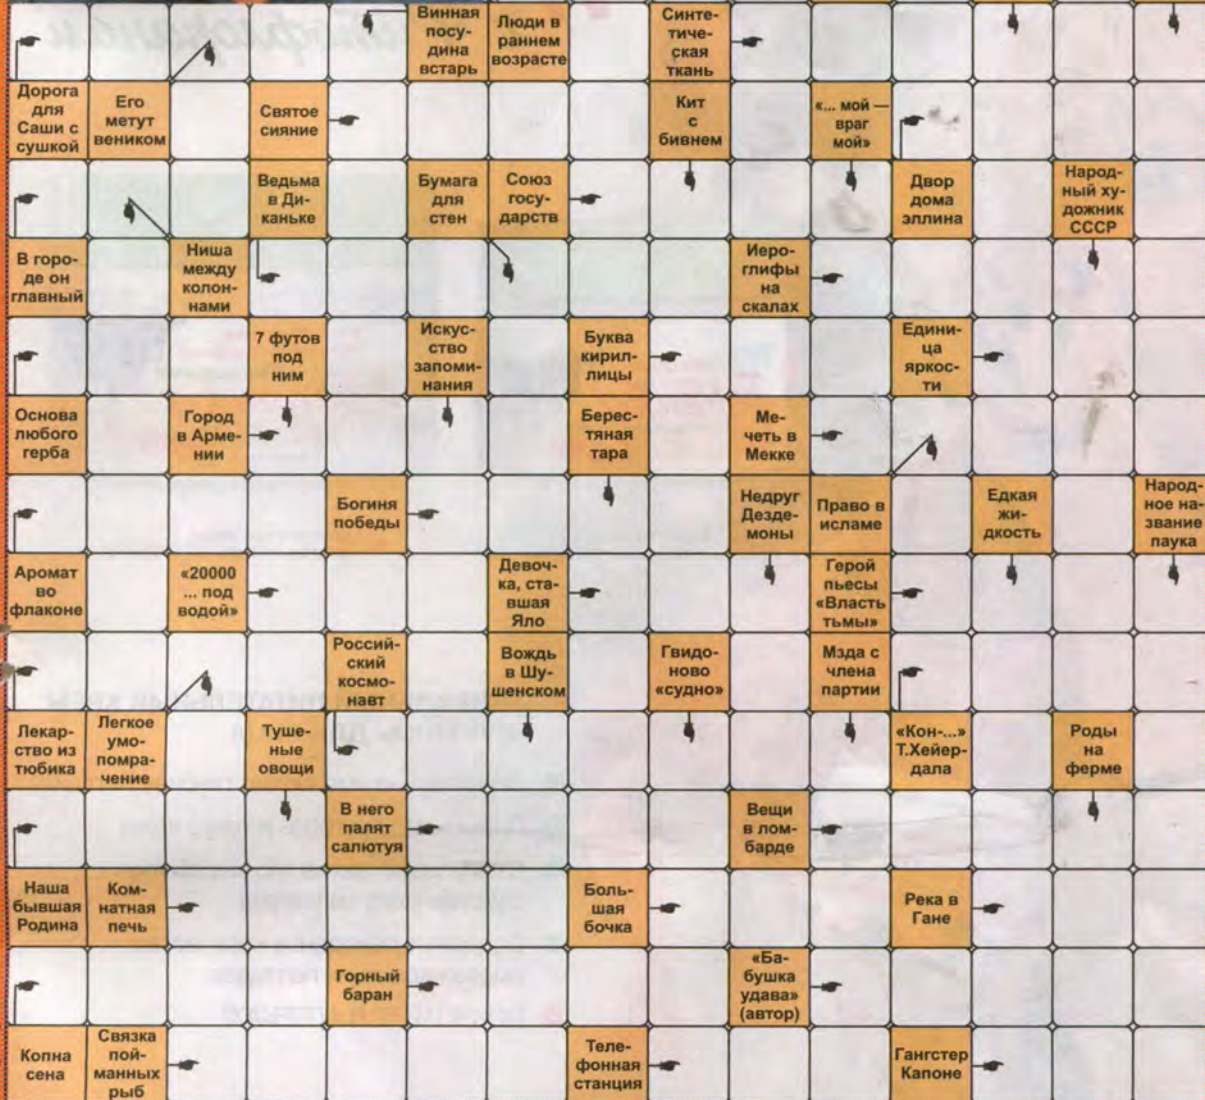 Винная
посу-
дина
встарь
Люди в
раннем
возрасте
Синте-
тиче-
ская
ткань
Дорога
для
Саши с
сушкой
Его
метут
веником
Святое
сияние
Кит
с
бивнем
«... мой —
враг
мой»
Ведьма
в Ди-
каньке
Бумага
для
стен
Союз
госу-
дарств
Двор
дома
эллина
Народ-
ный ху-
дожник
СССР
В горо-
де он
главный
Ниша
между
колон-
нами
Иеро-
глифы
на
скалах
7 футов
под
ним
Искус-
ство
запоми-
нания
Буква
кирил-
лицы
Едини-
ца
яркос-
ти
Основа
любого
герба
Город
в Арме-
нии
Берес-
тяная
тара
Ме-
четь в
Мекке
Богиня
победы
Недруг
Дезде-
моны
Право в
исламе
Едкая
жи-
дкость
Народ-
ное на-
звание
паука
Аромат
во
флаконе
«20000
... под
водой»
Девоч-
ка, ста-
вшая
Яло
Герой
пьесы
«Власть
тьмы»
Россий-
ский
космо-
навт
Вождь
в Шу-
шенском
Гвидо-
ново
«судно»
Мзда с
члена
партии
Лекар-
ство из
тюбика
Легкое
умо-
помра-
чение
Туше-
ные
овощи
«Кон-...»
Т.Хейер-
дала
Роды
на
ферме
В него
палят
салютуя
Вещи
в лом-
барде
Наша
бывшая
Родина
Ком-
натная
печь
Боль-
шая
бочка
Река в
Гане
Горный
баран
«Ба-
бушка
удава»
(автор)
Копна
сена
Связка
пой-
манных
рыб
Теле-
фонная
станция
Гангстер
Капоне